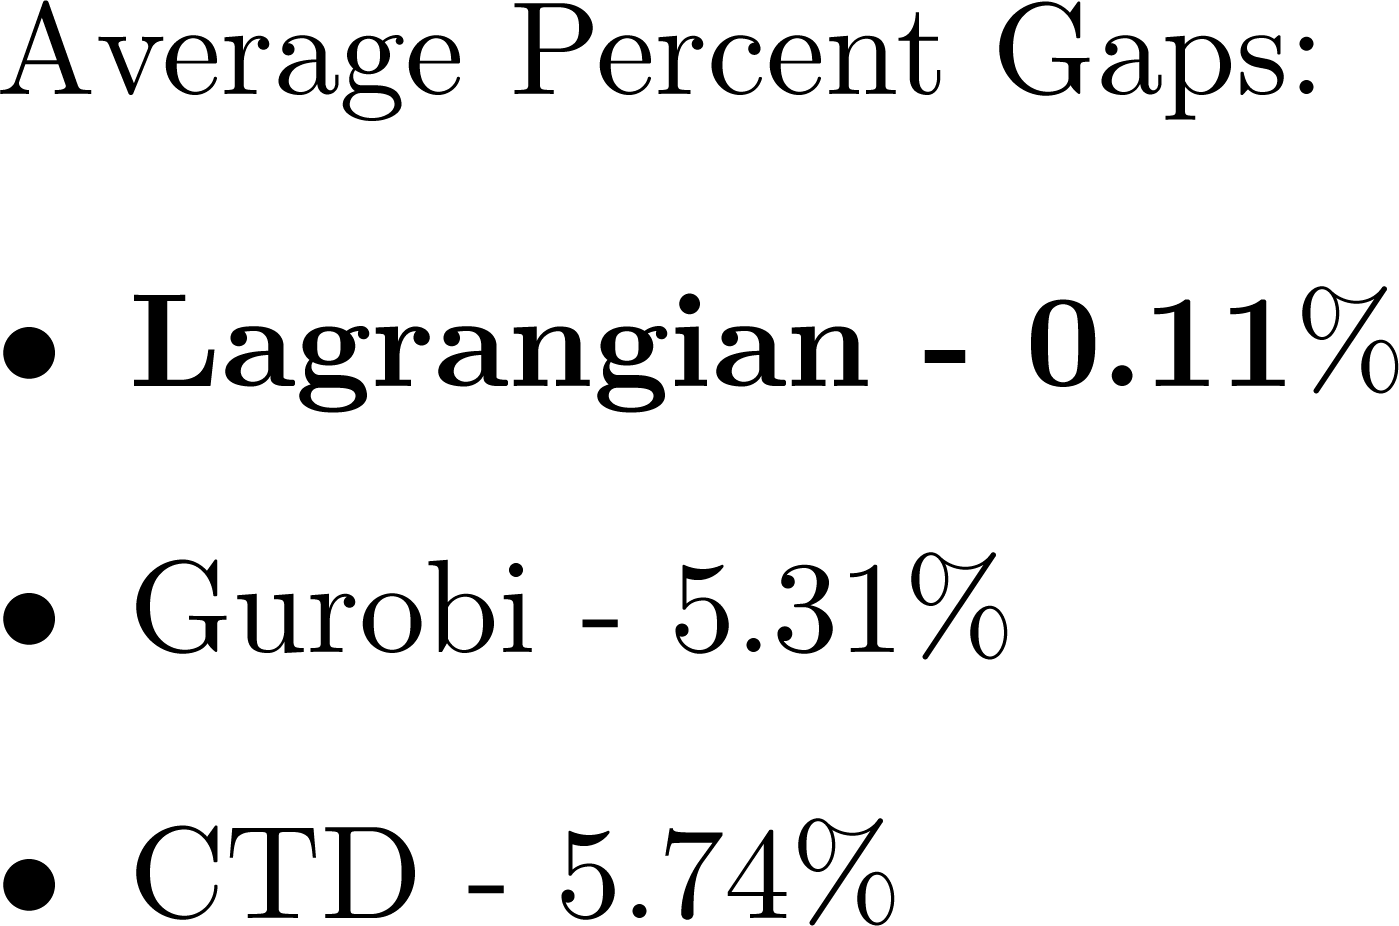 Average Percent Gaps:
• Lagrangian - 0.11%
• Gurobi - 5.31%
• CTD - 5.74%